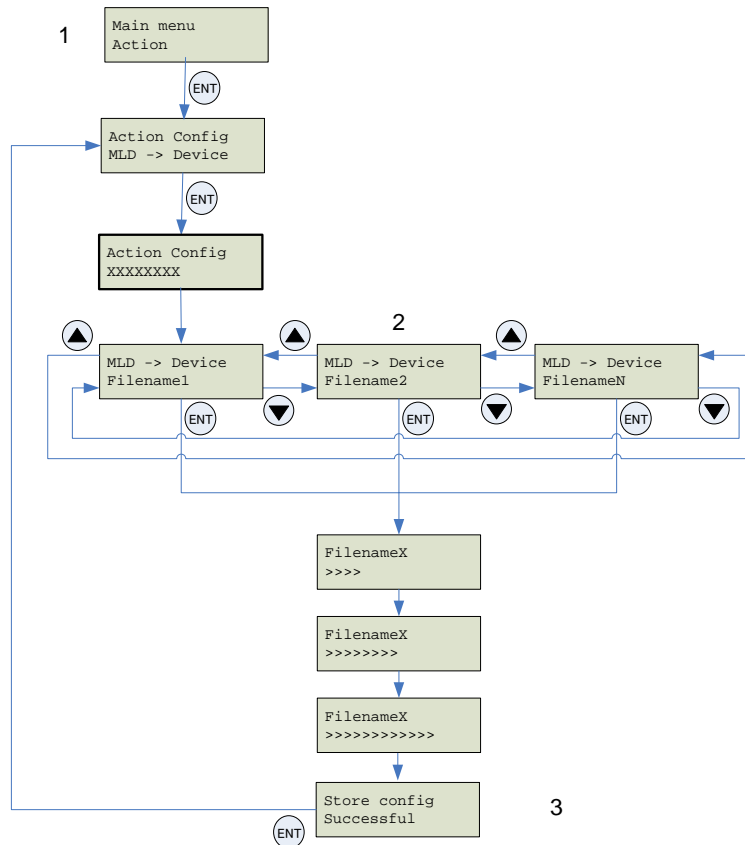 1
Main menu
Action
ENT
Action Config
MLD -> Device
ENT
Action Config
XXXXXXXX
2
MLD -> Device
Filename1
MLD -> Device
Filename2
MLD -> Device
FilenameN
ENT
ENT
ENT
FilenameX
>>>>
FilenameX
>>>>>>>>
FilenameX
>>>>>>>>>>>>
Store config
Successful
3
ENT